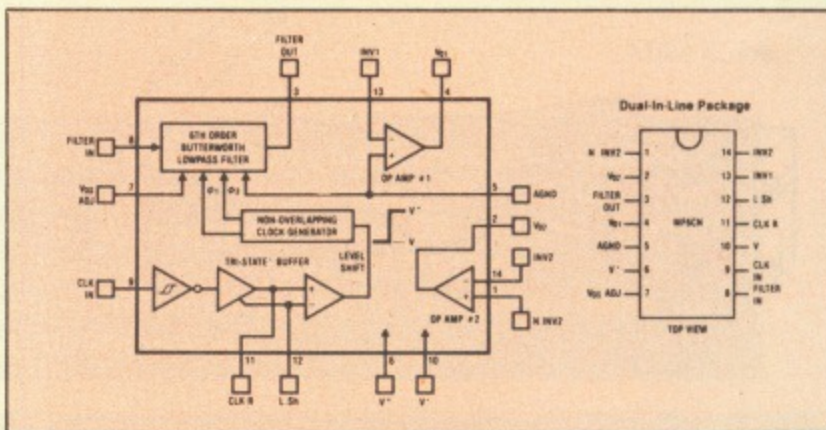 FILTER
OUT
INV1
V01
3
13
4
6TH ORDER
BUTTERWORTH
LOWPASS FILTER
FILTER
IN
8
OP AMP #1
VOS
ADJ
7
Φ1 Φ2
5
AGND
NON-OVERLAPPING
CLOCK GENERATOR
V+
V-
2
V02
LEVEL
SHIFT
TRI-STATE® BUFFER
CLK
IN
9
14
INV2
1
N INV2
OP AMP #2
11
12
6
10
CLK R
L Sh
V+
V-
Dual-In-Line Package
N INV2 1
14 INV2
V02 2
13 INV1
FILTER
OUT
3
12 L Sh
V01 4
11 CLK R
AGND 5
10 V
V+ 6
9 CLK
IN
VOS ADJ 7
8 FILTER
IN
TOP VIEW